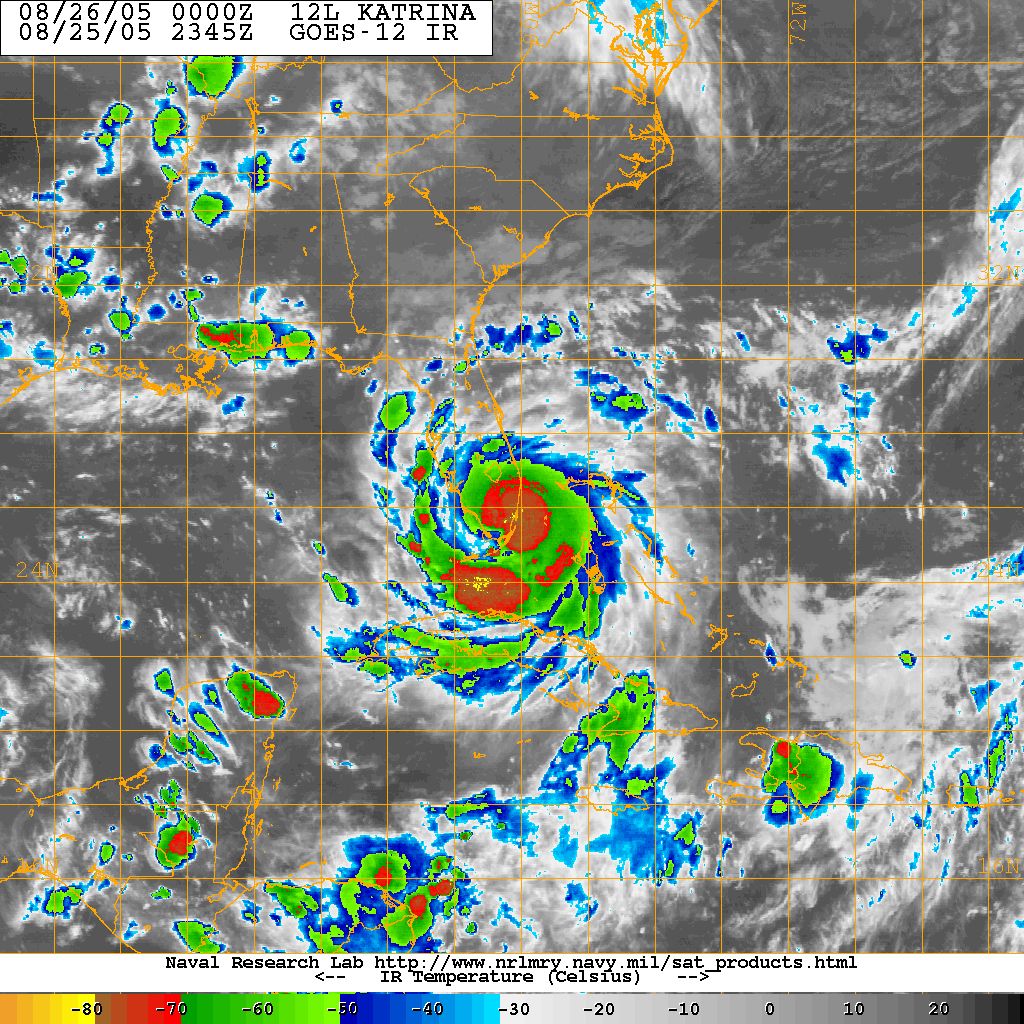 08/26/05 0000Z 12L KATRINA
08/25/05 2345Z GOES-12 IR
72W
32N
24N
16N
Naval Research Lab http://www.nrlmry.navy.mil/sat_products.html
<-- IR Temperature (Celsius) -->
-80 -70 -60 -50 -40 -30 -20 -10 0 10 20